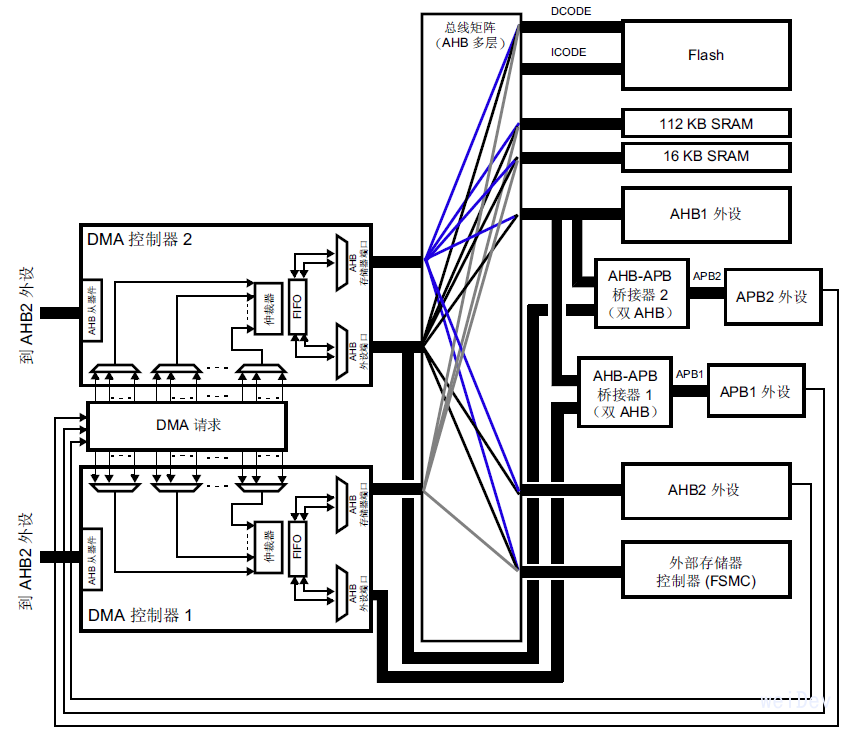 DCODE
总线矩阵
（AHB 多层）
ICODE
Flash
112 KB SRAM
16 KB SRAM
AHB1 外设
DMA 控制器 2
AHB
存储器端口
到 AHB2 外设
AHB 从器件
仲裁器
FIFO
AHB
外设端口
AHB-APB
桥接器 2
（双 AHB）
APB2
APB2 外设
AHB-APB
桥接器 1
（双 AHB）
APB1
APB1 外设
DMA 请求
AHB2 外设
AHB
存储器端口
到 AHB2 外设
AHB 从器件
仲裁器
FIFO
AHB
外设端口
外部存储器
控制器 (FSMC)
DMA 控制器 1
weiDev